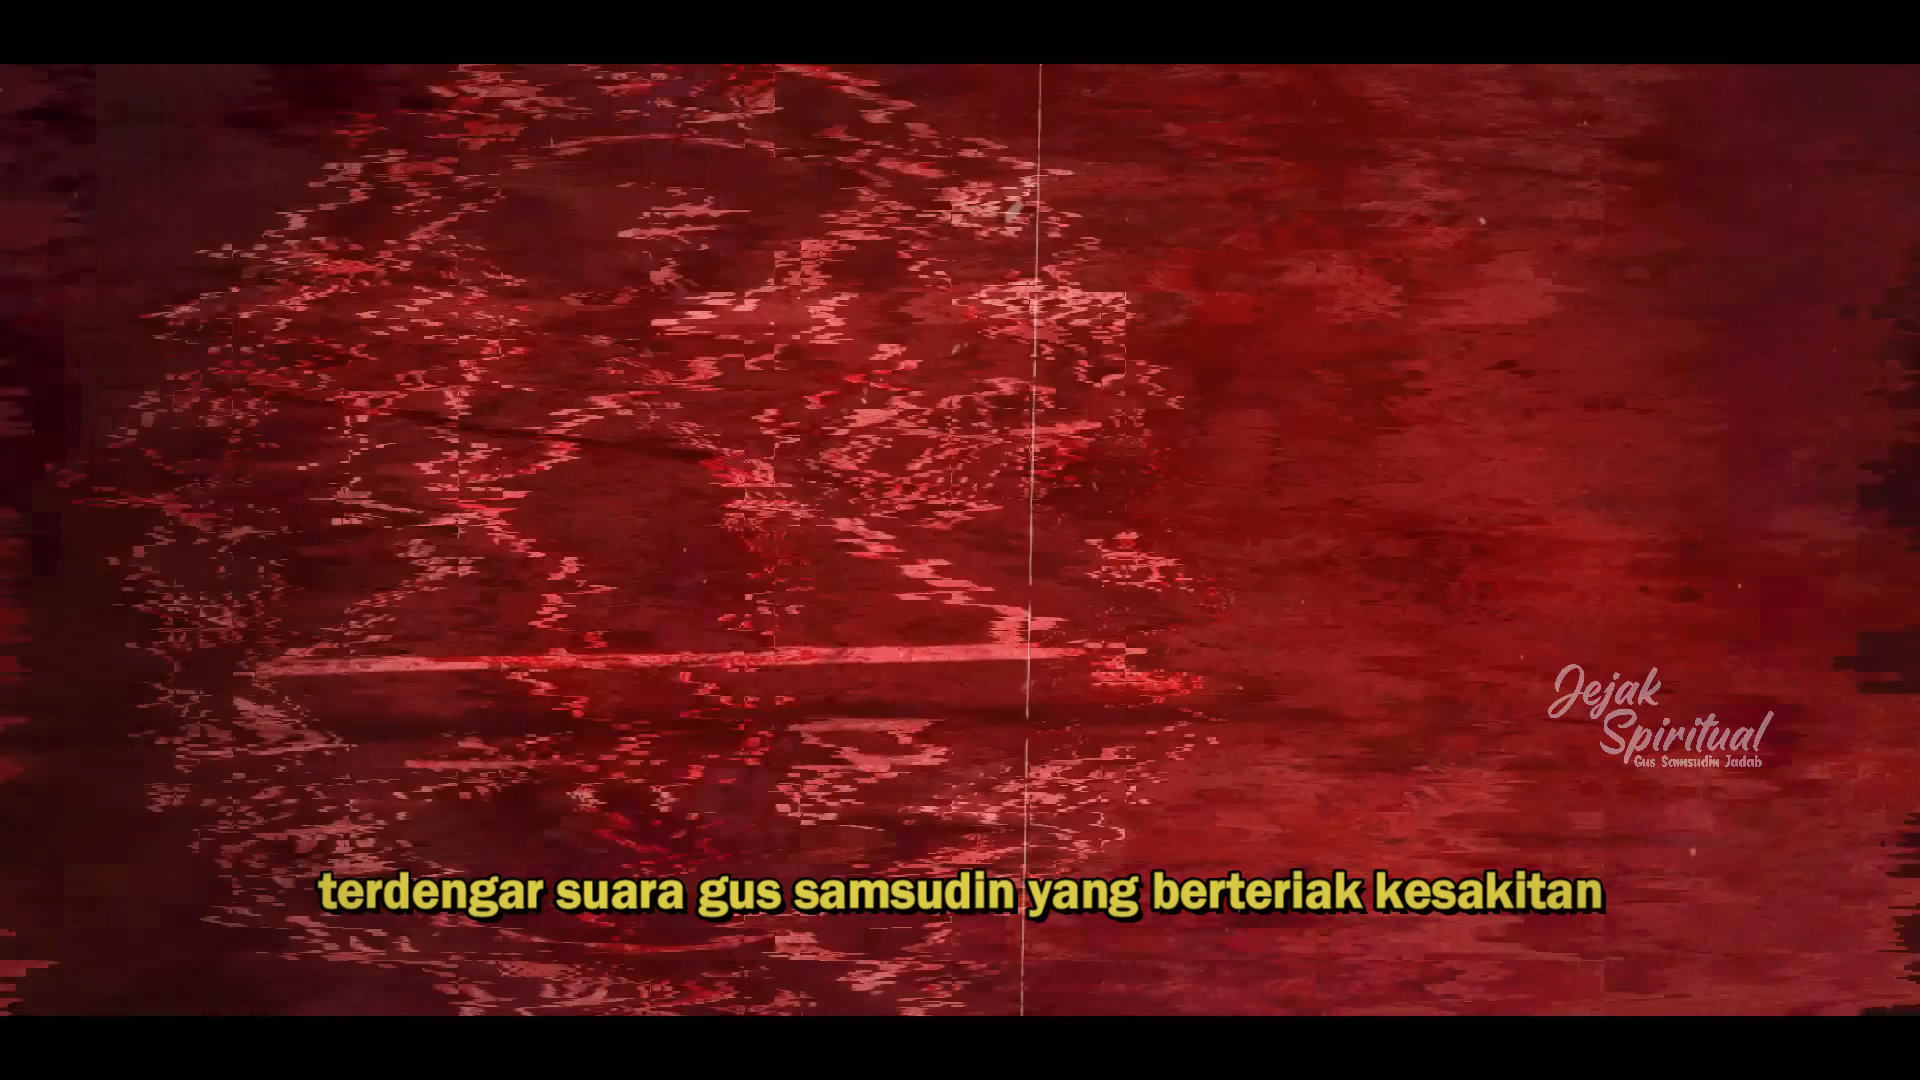 Jejak
Spiritual
Gus Samsudin Jadab
terdengar suara gus samsudin yang berteriak kesakitan